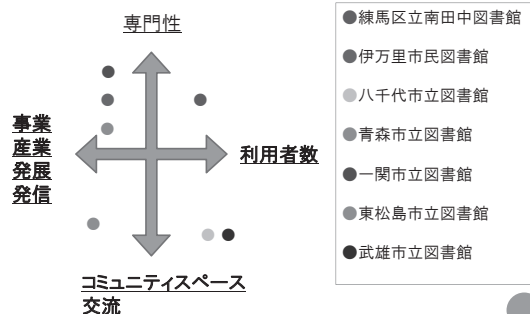 専門性
事業
産業
発展
発信
利用者数
コミュニティスペース
交流
●練馬区立南田中図書館
●伊万里市民図書館
●八千代市立図書館
●青森市立図書館
●一関市立図書館
●東松島市立図書館
●武雄市立図書館